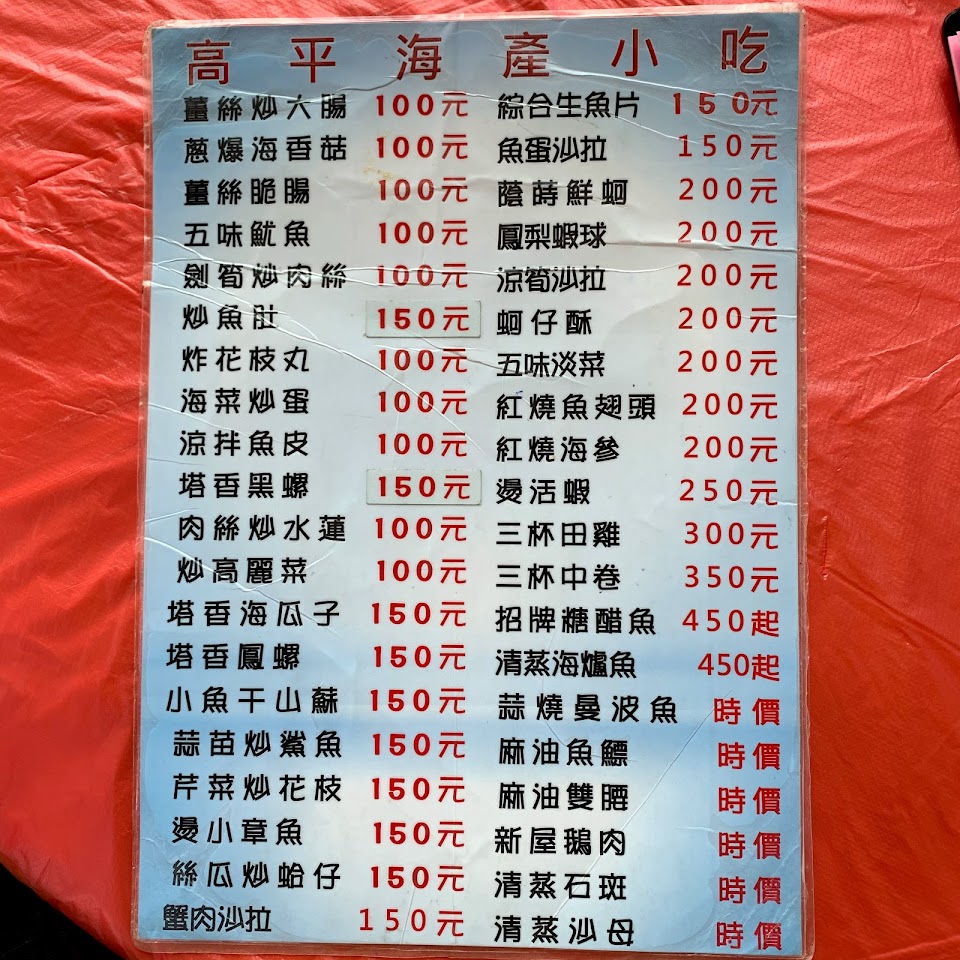 高平海產小吃
薑絲炒大腸 100元
蔥爆海香菇 100元
薑絲脆腸 100元
五味魷魚 100元
劍筍炒肉絲 100元
炒魚肚 150元
炸花枝丸 100元
海菜炒蛋 100元
涼拌魚皮 100元
塔香黑螺 150元
肉絲炒水蓮 100元
炒高麗菜 100元
塔香海瓜子 150元
塔香鳳螺 150元
小魚干山蘇 150元
蒜苗炒鯊魚 150元
芹菜炒花枝 150元
燙小章魚 150元
絲瓜炒蛤仔 150元
蟹肉沙拉 150元
綜合生魚片 150元
魚蛋沙拉 150元
蔭蒔鮮蚵 200元
鳳梨蝦球 200元
涼筍沙拉 200元
蚵仔酥 200元
五味淡菜 200元
紅燒魚翅頭 200元
紅燒海參 200元
燙活蝦 250元
三杯田雞 300元
三杯中卷 350元
招牌糖醋魚 450起
清蒸海爐魚 450起
蒜燒曼波魚 時價
麻油魚鰾 時價
麻油雙腰 時價
新屋鵝肉 時價
清蒸石斑 時價
清蒸沙母 時價